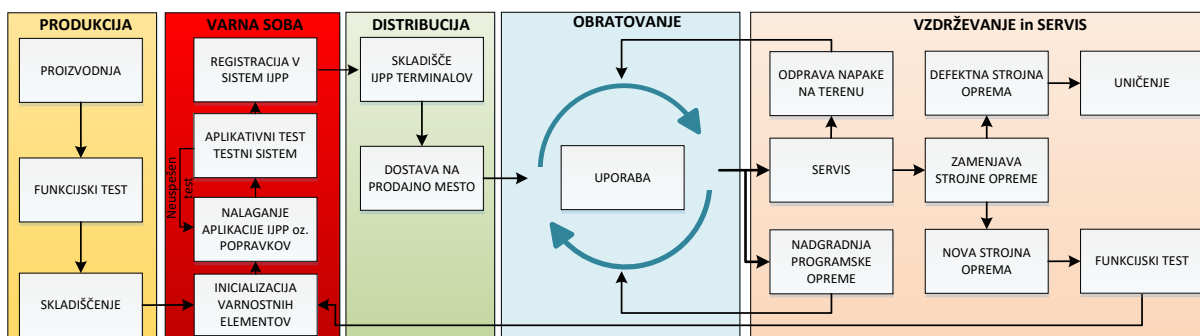 PRODUKCIJA
PROIZVODNJA
FUNKCIJSKI TEST
SKLADIŠČENJE
VARNA SOBA
REGISTRACIJA V
SISTEM IJPP
APLIKATIVNI TEST
TESTNI SISTEM
Neuspešen
test
NALAGANJE
APLIKACIJE IJPP oz.
POPRAVKOV
INICIALIZACIJA
VARNOSTNIH
ELEMENTOV
DISTRIBUCIJA
SKLADIŠČE
IJPP TERMINALOV
DOSTAVA NA
PRODAJNO MESTO
OBRATOVANJE
UPORABA
VZDRŽEVANJE in SERVIS
ODPRAVA NAPAKE
NA TERENU
DEFEKTNA STROJNA
OPREMA
UNIČENJE
SERVIS
ZAMENJAVA
STROJNE OPREME
NADGRADNJA
PROGRAMSKE
OPREME
NOVA STROJNA
OPREMA
FUNKCIJSKI TEST